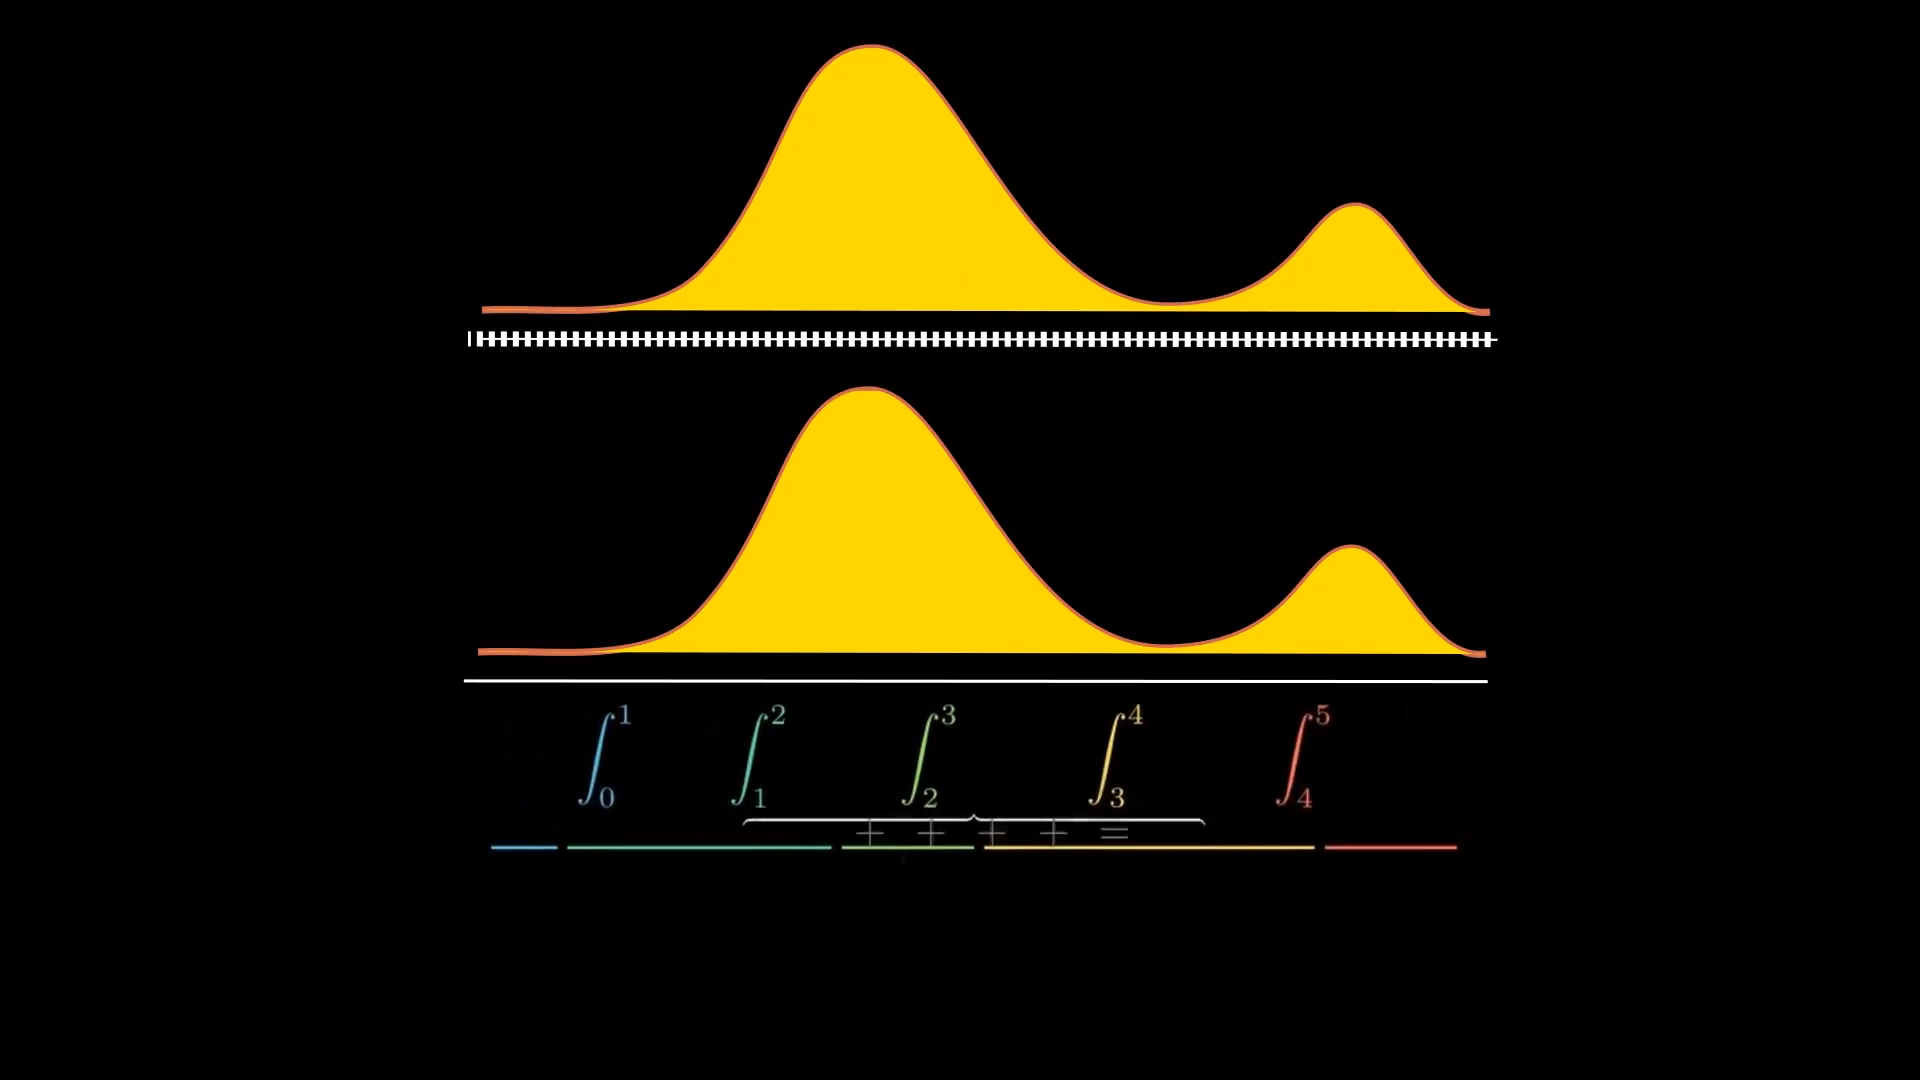 ∫₀¹ ∫₁² ∫₂³ ∫₃⁴ ∫₄⁵
+ + + + =